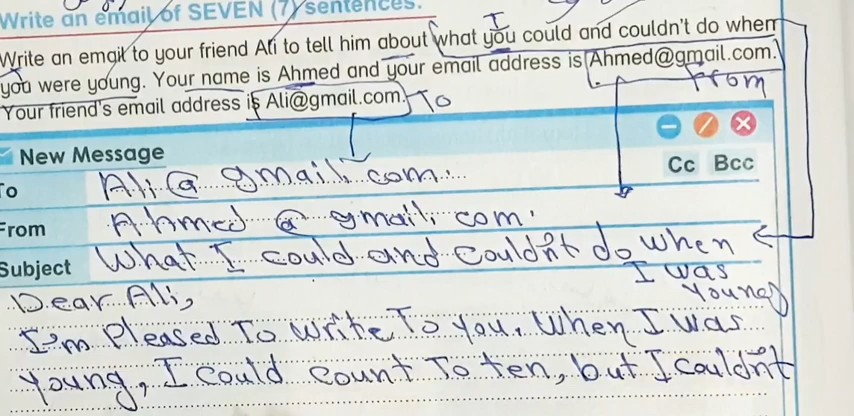 Write an email of SEVEN (7) sentences.
I
Write an email to your friend Ali to tell him about what you could and couldn't do when
you were young. Your name is Ahmed and your email address is Ahmed@gmail.com.
From
Your friend's email address is Ali@gmail.com. To
New Message
Cc Bcc
To Ali@gmail.com.
From Ahmed@gmail.com.
Subject What I could and couldn't do when
I was
young
Dear Ali,
I'm Pleased To write To you. When I was
young, I could count To ten, but I couldn't